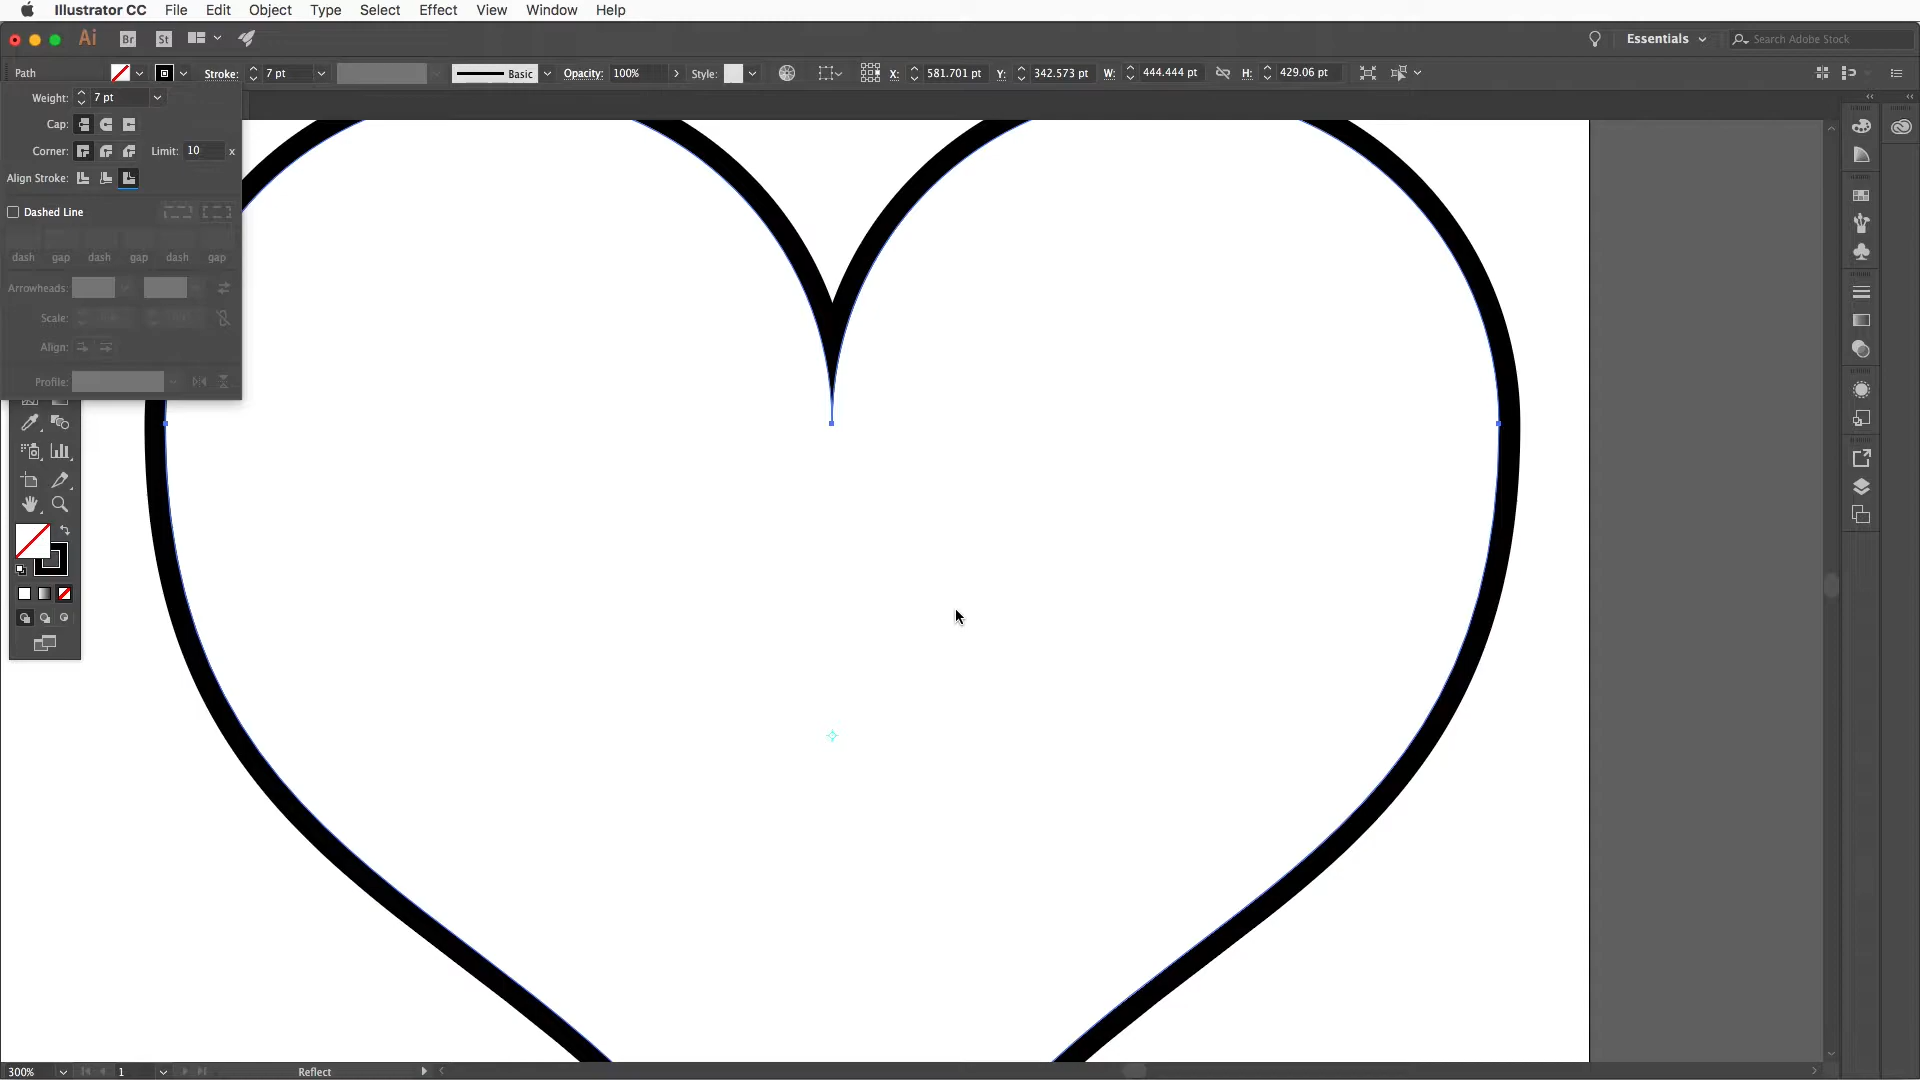 Illustrator CC File Edit Object Type Select Effect View Window Help
Ai Br St Essentials Search Adobe Stock
Path Stroke: 7 pt Basic Opacity: 100% Style: X: 581.701 pt Y: 342.573 pt W: 444.444 pt H: 429.06 pt
Weight: 7 pt
Cap:
Corner: Limit: 10 x
Align Stroke:
Dashed Line
dash gap dash gap dash gap
Arrowheads:
Scale:
Align:
Profile:
300% 1 Reflect